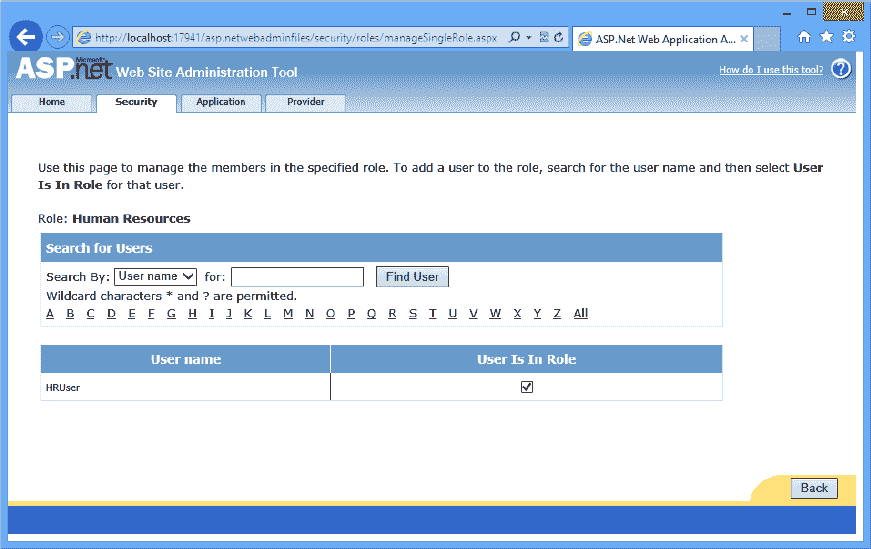 http://localhost:17941/asp.netwebadminfiles/security/roles/manageSingleRole.aspx
ASP.Net Web Application A...
Microsoft
ASP.net Web Site Administration Tool
How do I use this tool? ?
Home Security Application Provider
Use this page to manage the members in the specified role. To add a user to the role, search for the user name and then select User
Is In Role for that user.
Role: Human Resources
Search for Users
Search By: User name for: Find User
Wildcard characters * and ? are permitted.
A B C D E F G H I J K L M N O P Q R S T U V W X Y Z All
User name User Is In Role
HRUser
Back